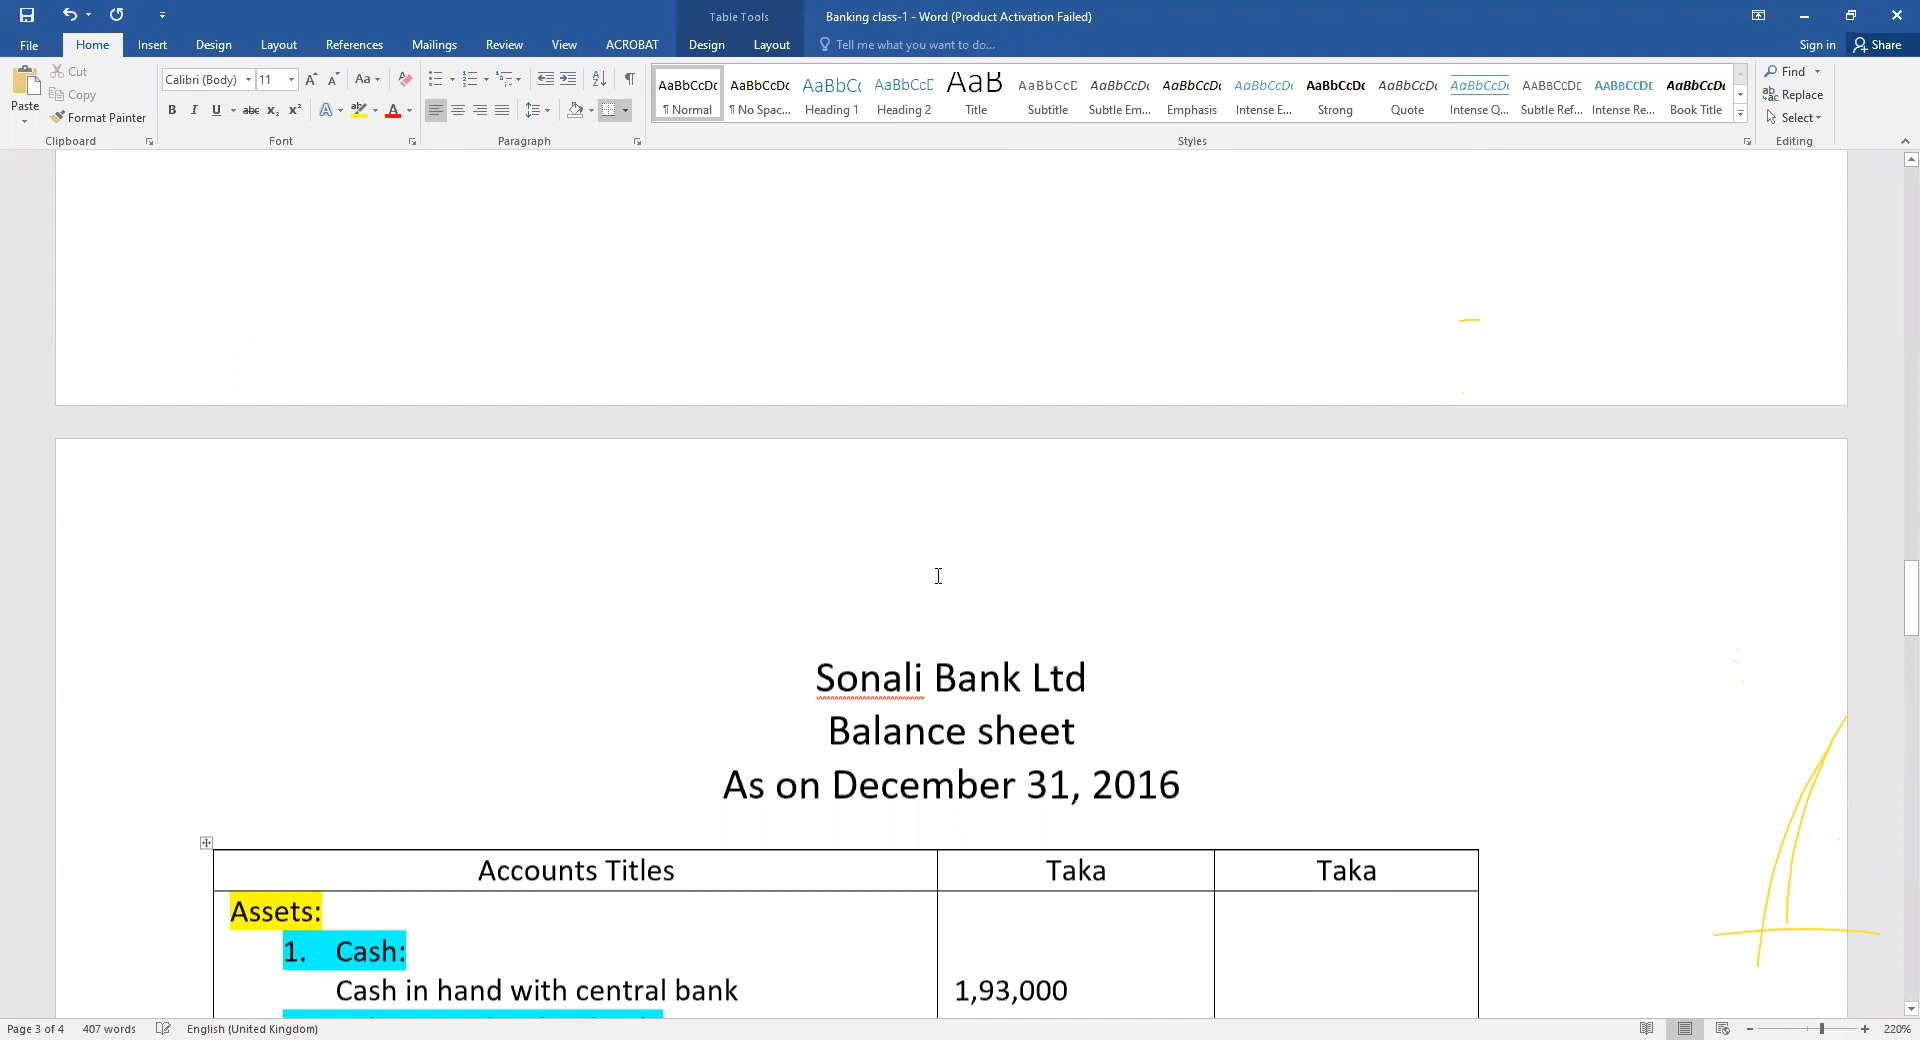 Table Tools
Banking class-1 - Word (Product Activation Failed)
File Home Insert Design Layout References Mailings Review View ACROBAT Design Layout Tell me what you want to do... Sign in Share
Paste
Cut
Copy
Format Painter
Clipboard
Calibri (Body) 11
Font
Paragraph
AaBbCcDc AaBbCcDc AaBbCc AaBbCcD AaB AaBbCcD AaBbCcDc AaBbCcDc AaBbCcDc AaBbCcDc AaBbCcDc AaBbCcDc AABBCCDD AABBCCDD AaBbCcDc
¶ Normal ¶ No Spac... Heading 1 Heading 2 Title Subtitle Subtle Em... Emphasis Intense E... Strong Quote Intense Q... Subtle Ref... Intense Re... Book Title
Styles
Find
Replace
Select
Editing
Sonali Bank Ltd
Balance sheet
As on December 31, 2016
Accounts Titles Taka Taka
Assets:
1. Cash:
Cash in hand with central bank 1,93,000
Page 3 of 4 407 words English (United Kingdom) 220%